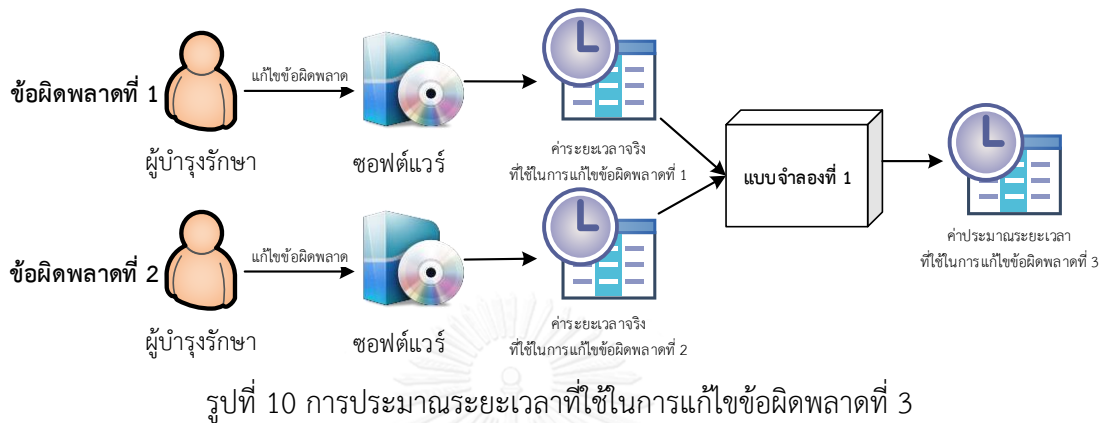 ข้อผิดพลาดที่ 1
แก้ไขข้อผิดพลาด
ผู้บำรุงรักษา
ซอฟต์แวร์
ค่าระยะเวลาจริง
ที่ใช้ในการแก้ไขข้อผิดพลาดที่ 1
แบบจำลองที่ 1
ค่าประมาณระยะเวลา
ที่ใช้ในการแก้ไขข้อผิดพลาดที่ 3
ข้อผิดพลาดที่ 2
แก้ไขข้อผิดพลาด
ผู้บำรุงรักษา
ซอฟต์แวร์
ค่าระยะเวลาจริง
ที่ใช้ในการแก้ไขข้อผิดพลาดที่ 2
รูปที่ 10 การประมาณระยะเวลาที่ใช้ในการแก้ไขข้อผิดพลาดที่ 3